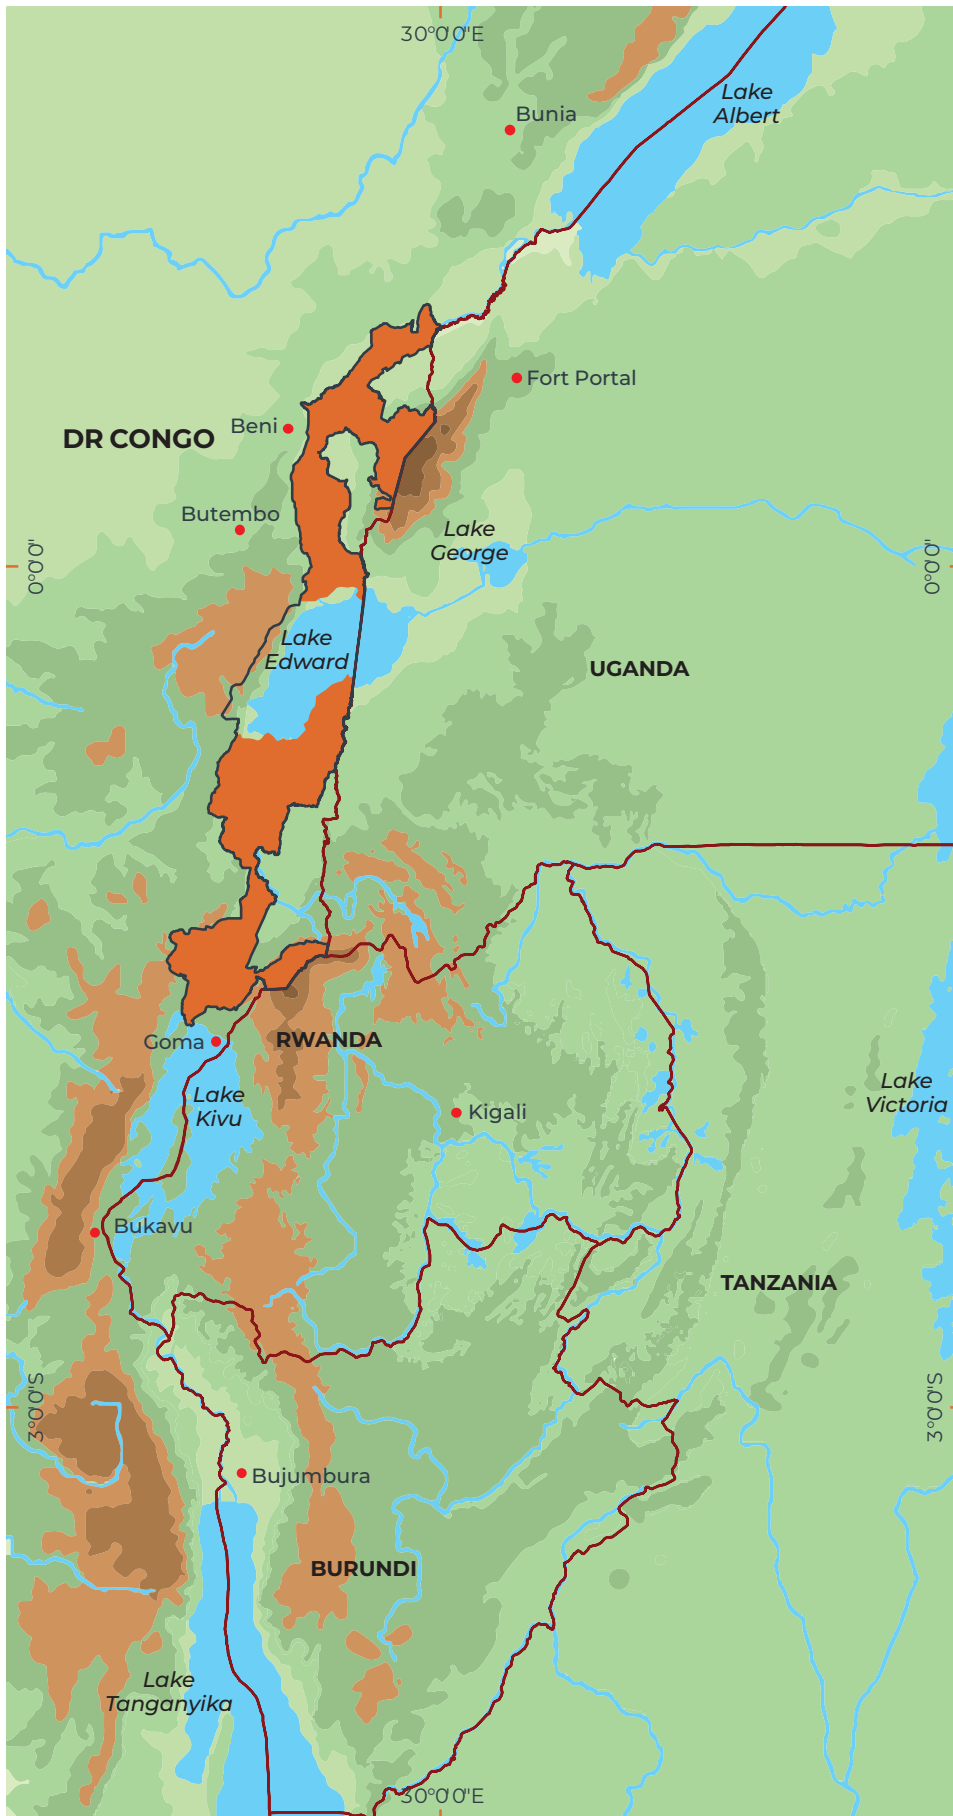 30°0'0"E
Lake
Albert
Bunia
Fort Portal
Beni
DR CONGO
Butembo
Lake
George
0°0'0"
0°0'0"
Lake
Edward
UGANDA
Goma
RWANDA
Lake
Kivu
Lake
Victoria
Kigali
Bukavu
TANZANIA
3°0'0"S
3°0'0"S
Bujumbura
BURUNDI
Lake
Tanganyika
30°0'0"E